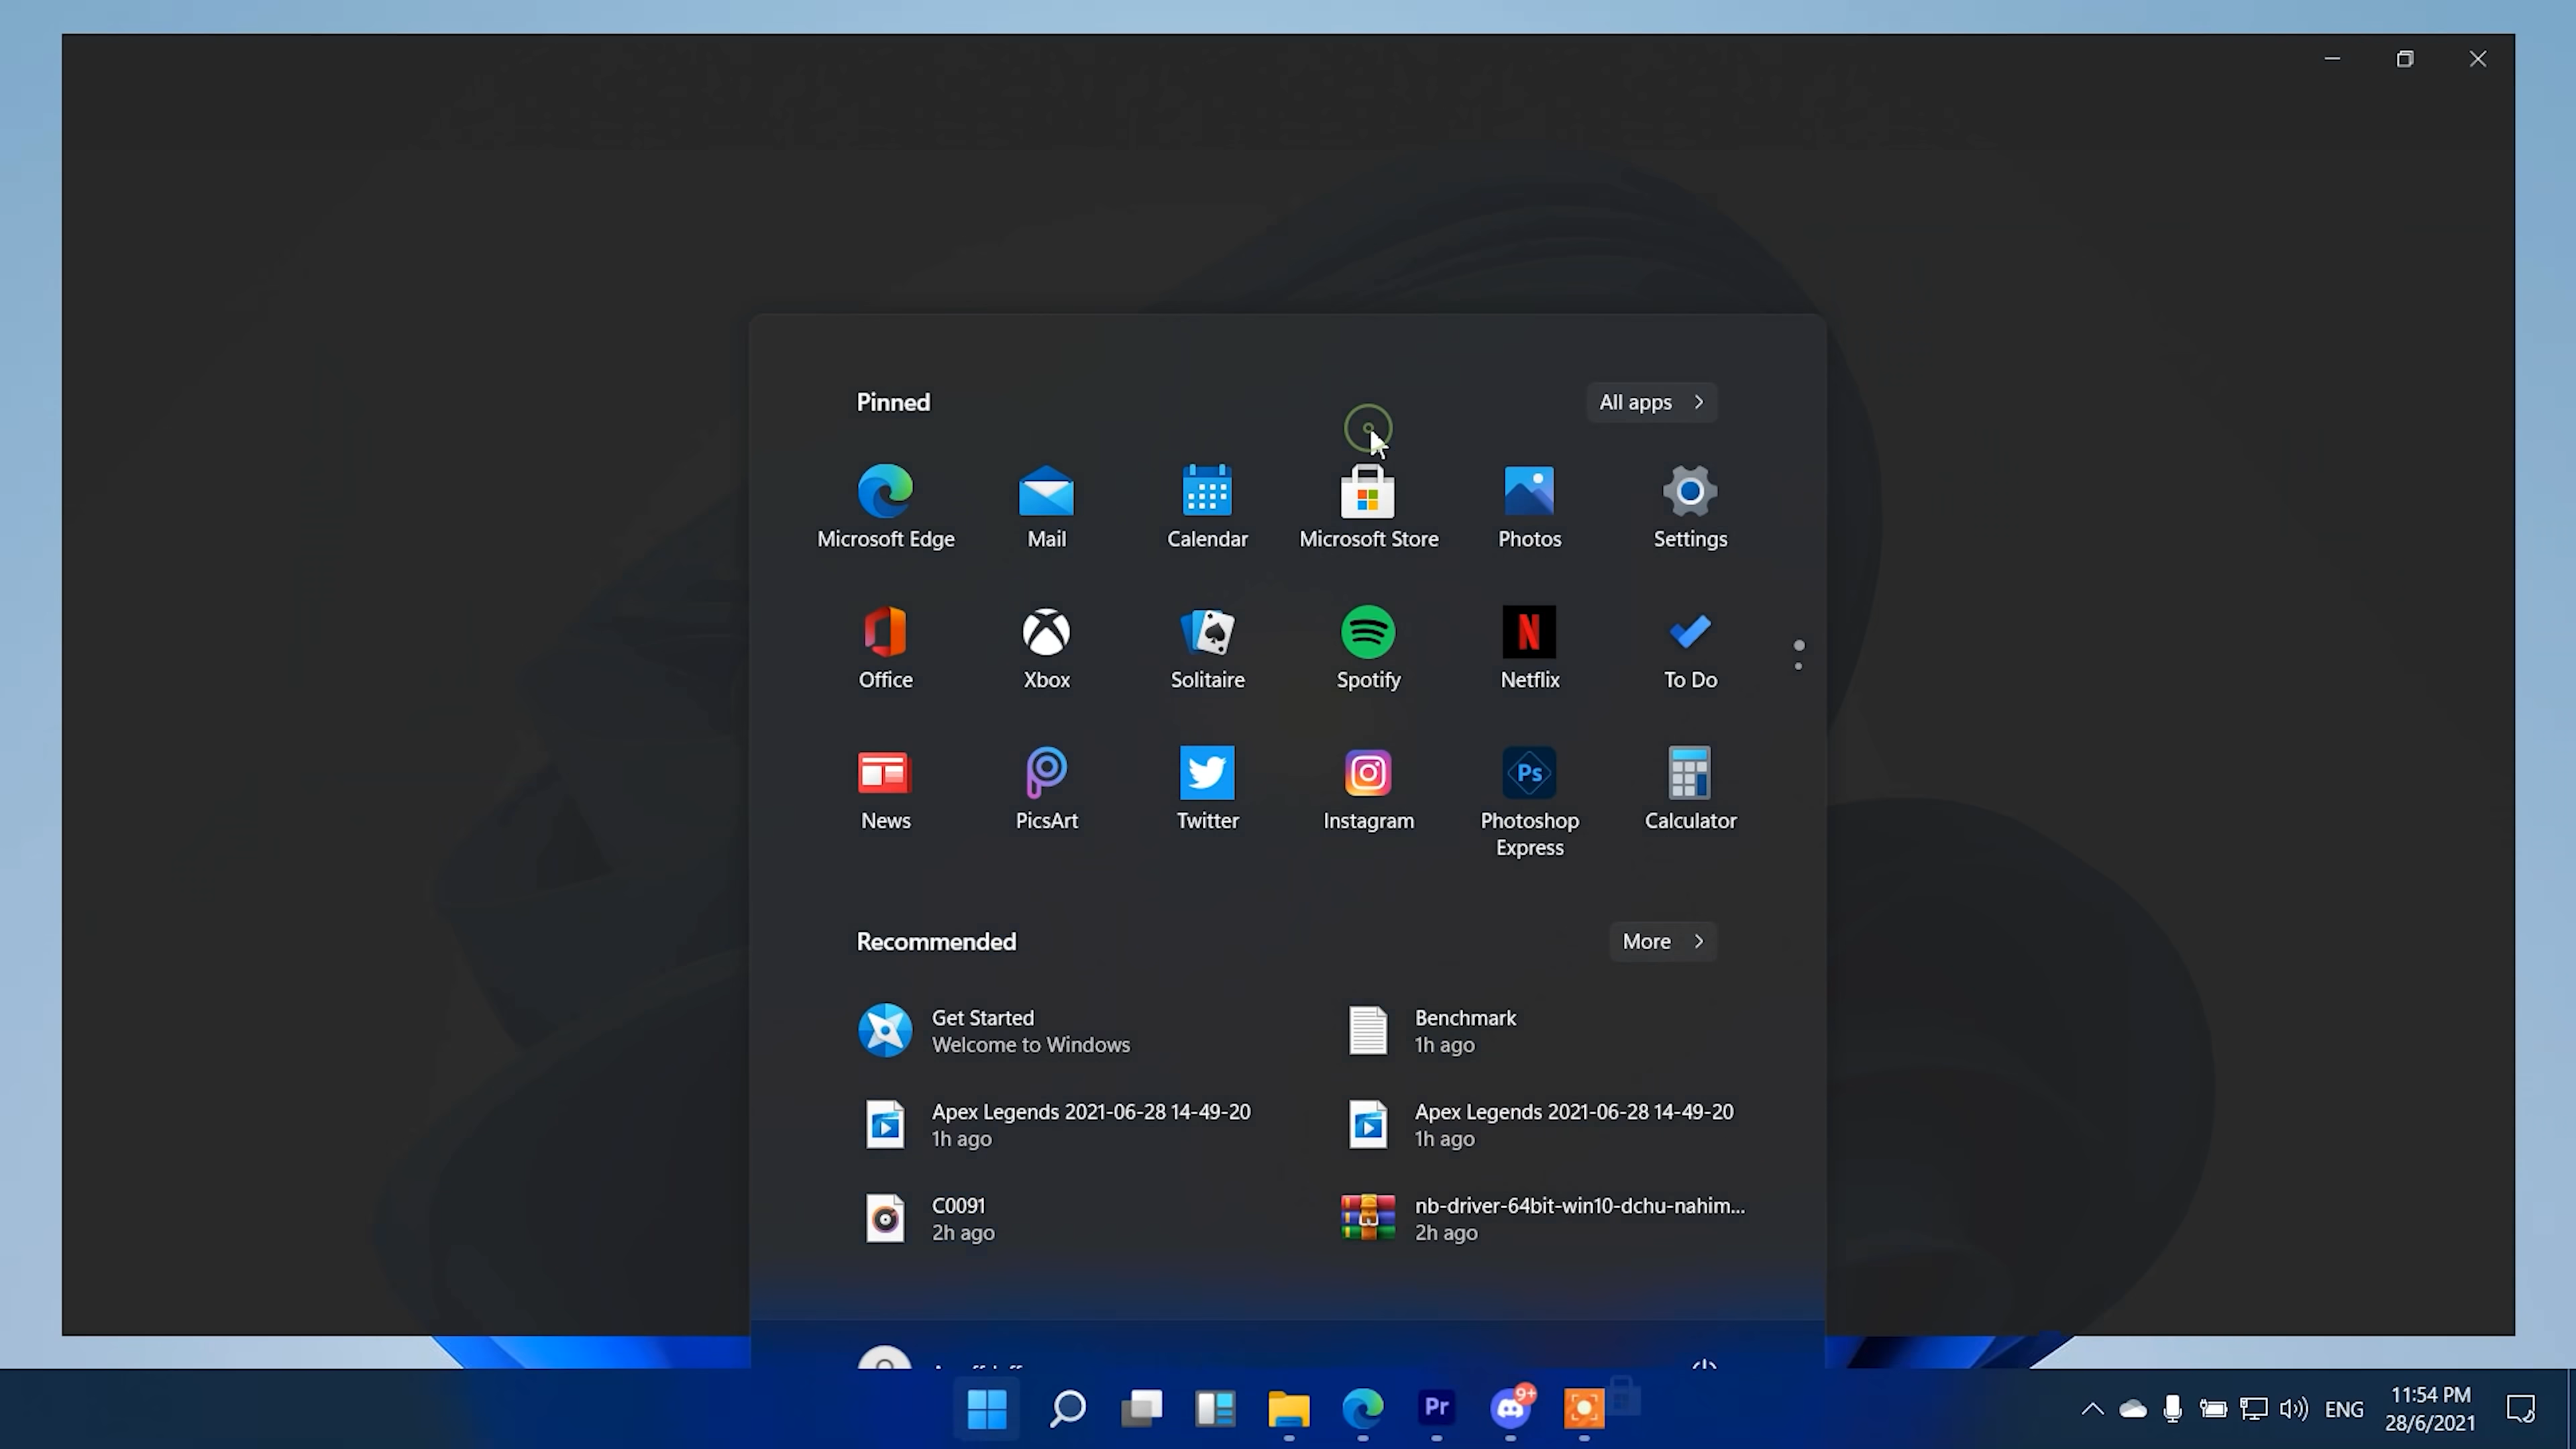 Pinned
All apps
Microsoft Edge
Mail
Calendar
Microsoft Store
Photos
Settings
Office
Xbox
Solitaire
Spotify
Netflix
To Do
News
PicsArt
Twitter
Instagram
Photoshop
Express
Calculator
Recommended
More
Get Started
Welcome to Windows
Benchmark
1h ago
Apex Legends 2021-06-28 14-49-20
1h ago
Apex Legends 2021-06-28 14-49-20
1h ago
C0091
2h ago
nb-driver-64bit-win10-dchu-nahim...
2h ago
Ps
N
Pr
9+
ENG
11:54 PM
28/6/2021